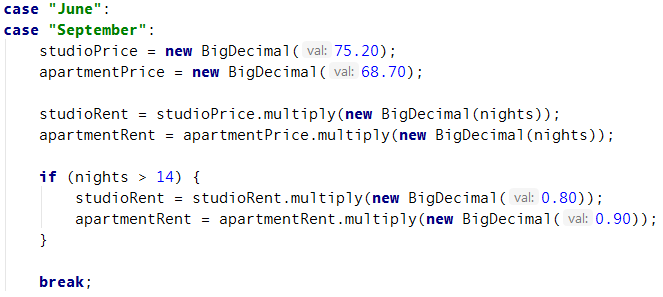 case "June":
case "September":
studioPrice = new BigDecimal( val: 75.20);
apartmentPrice = new BigDecimal( val: 68.70);
studioRent = studioPrice.multiply(new BigDecimal(nights));
apartmentRent = apartmentPrice.multiply(new BigDecimal(nights));
if (nights > 14) {
studioRent = studioRent.multiply(new BigDecimal( val: 0.80));
apartmentRent = apartmentRent.multiply(new BigDecimal( val: 0.90));
}
break;